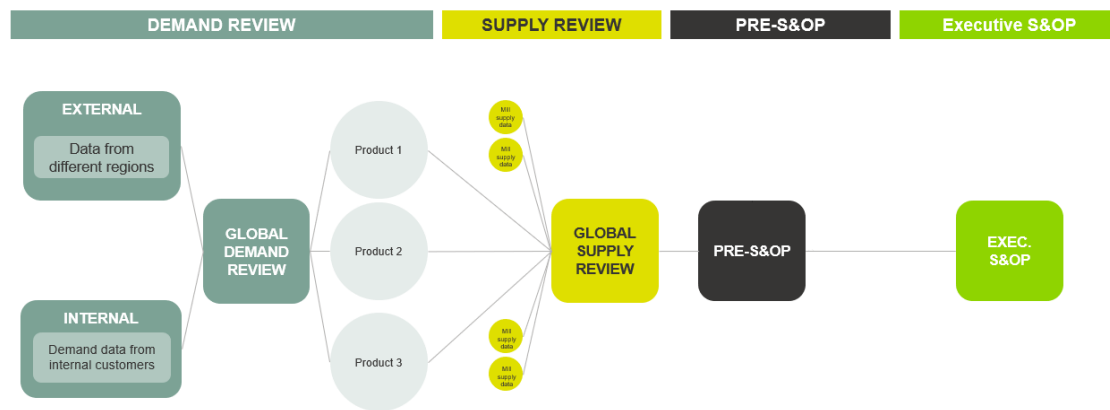 DEMAND REVIEW
SUPPLY REVIEW
PRE-S&OP
Executive S&OP
EXTERNAL
Data from
different regions
INTERNAL
Demand data from
internal customers
GLOBAL
DEMAND
REVIEW
Product 1
Product 2
Product 3
Mill
supply
data
Mill
supply
data
Mill
supply
data
Mill
supply
data
GLOBAL
SUPPLY
REVIEW
PRE-S&OP
EXEC.
S&OP